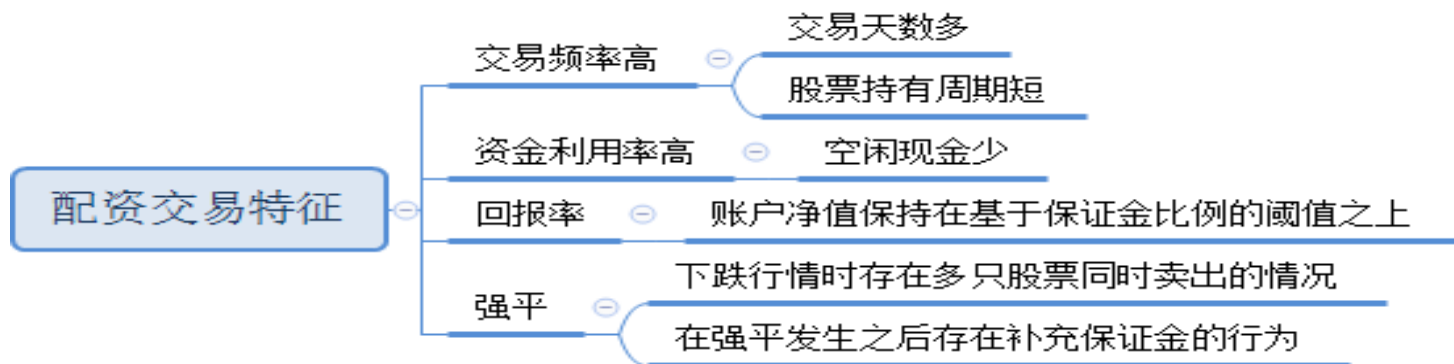 配资交易特征
交易频率高
交易天数多
股票持有周期短
资金利用率高
空闲现金少
回报率
账户净值保持在基于保证金比例的阈值之上
强平
下跌行情时存在多只股票同时卖出的情况
在强平发生之后存在补充保证金的行为